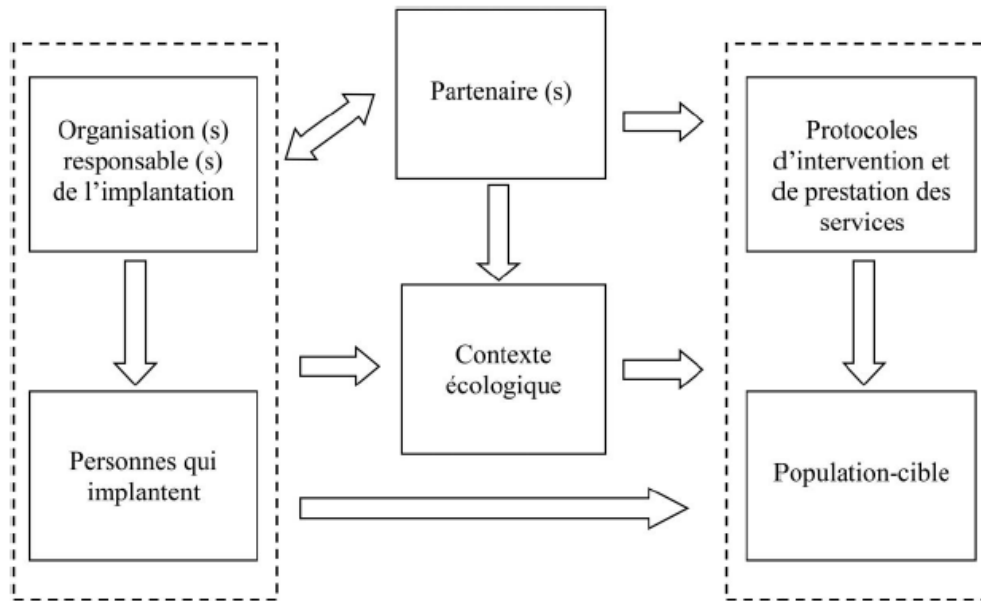 Organisation (s)
responsable (s)
de l’implantation
Partenaire (s)
Protocoles
d’intervention et
de prestation des
services
Personnes qui
implantent
Contexte
écologique
Population-cible